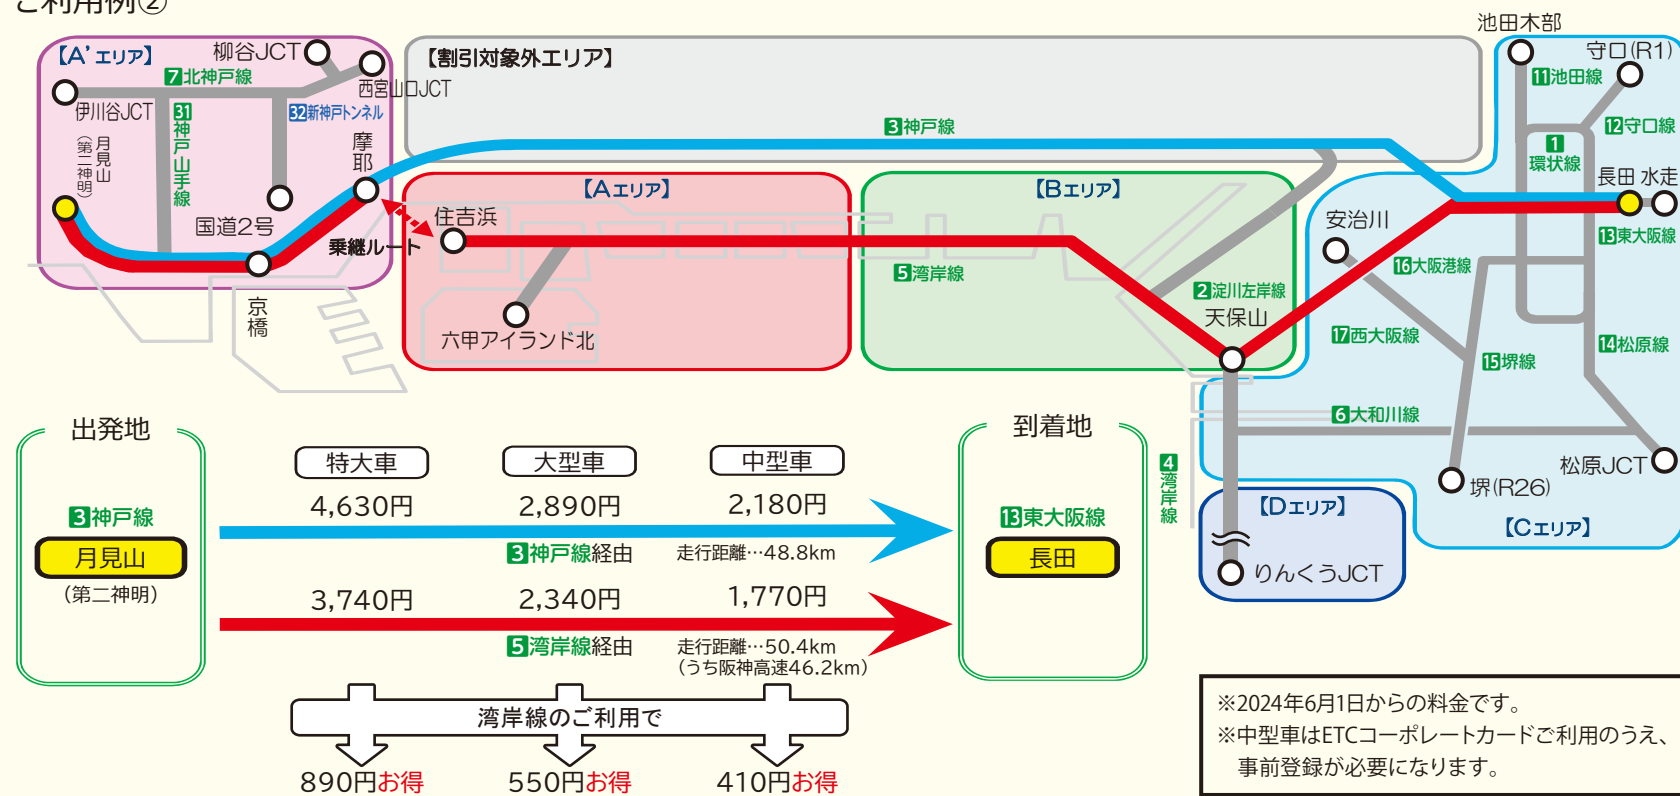 ご利用例②
【A'エリア】
柳谷JCT
7北神戸線
西宮山口JCT
伊川谷JCT
月見山
(第二神明)
31神戸山手線
32新神戸トンネル
摩耶
国道2号
京橋
乗継ルート
【割引対象外エリア】
3神戸線
【Aエリア】
住吉浜
六甲アイランド北
【Bエリア】
5湾岸線
2淀川左岸線
天保山
池田木部
守口(R1)
11池田線
12守口線
1
環状線
長田 水走
13東大阪線
安治川
16大阪港線
17西大阪線
15堺線
14松原線
6大和川線
松原JCT
堺(R26)
【Cエリア】
4湾岸線
【Dエリア】
りんくうJCT
出発地
3神戸線
月見山
(第二神明)
特大車 大型車 中型車
4,630円 2,890円 2,180円
3神戸線経由 走行距離…48.8km
3,740円 2,340円 1,770円
5湾岸線経由 走行距離…50.4km
(うち阪神高速46.2km)
到着地
13東大阪線
長田
湾岸線のご利用で
890円お得 550円お得 410円お得
※2024年6月1日からの料金です。
※中型車はETCコーポレートカードご利用のうえ、
事前登録が必要になります。